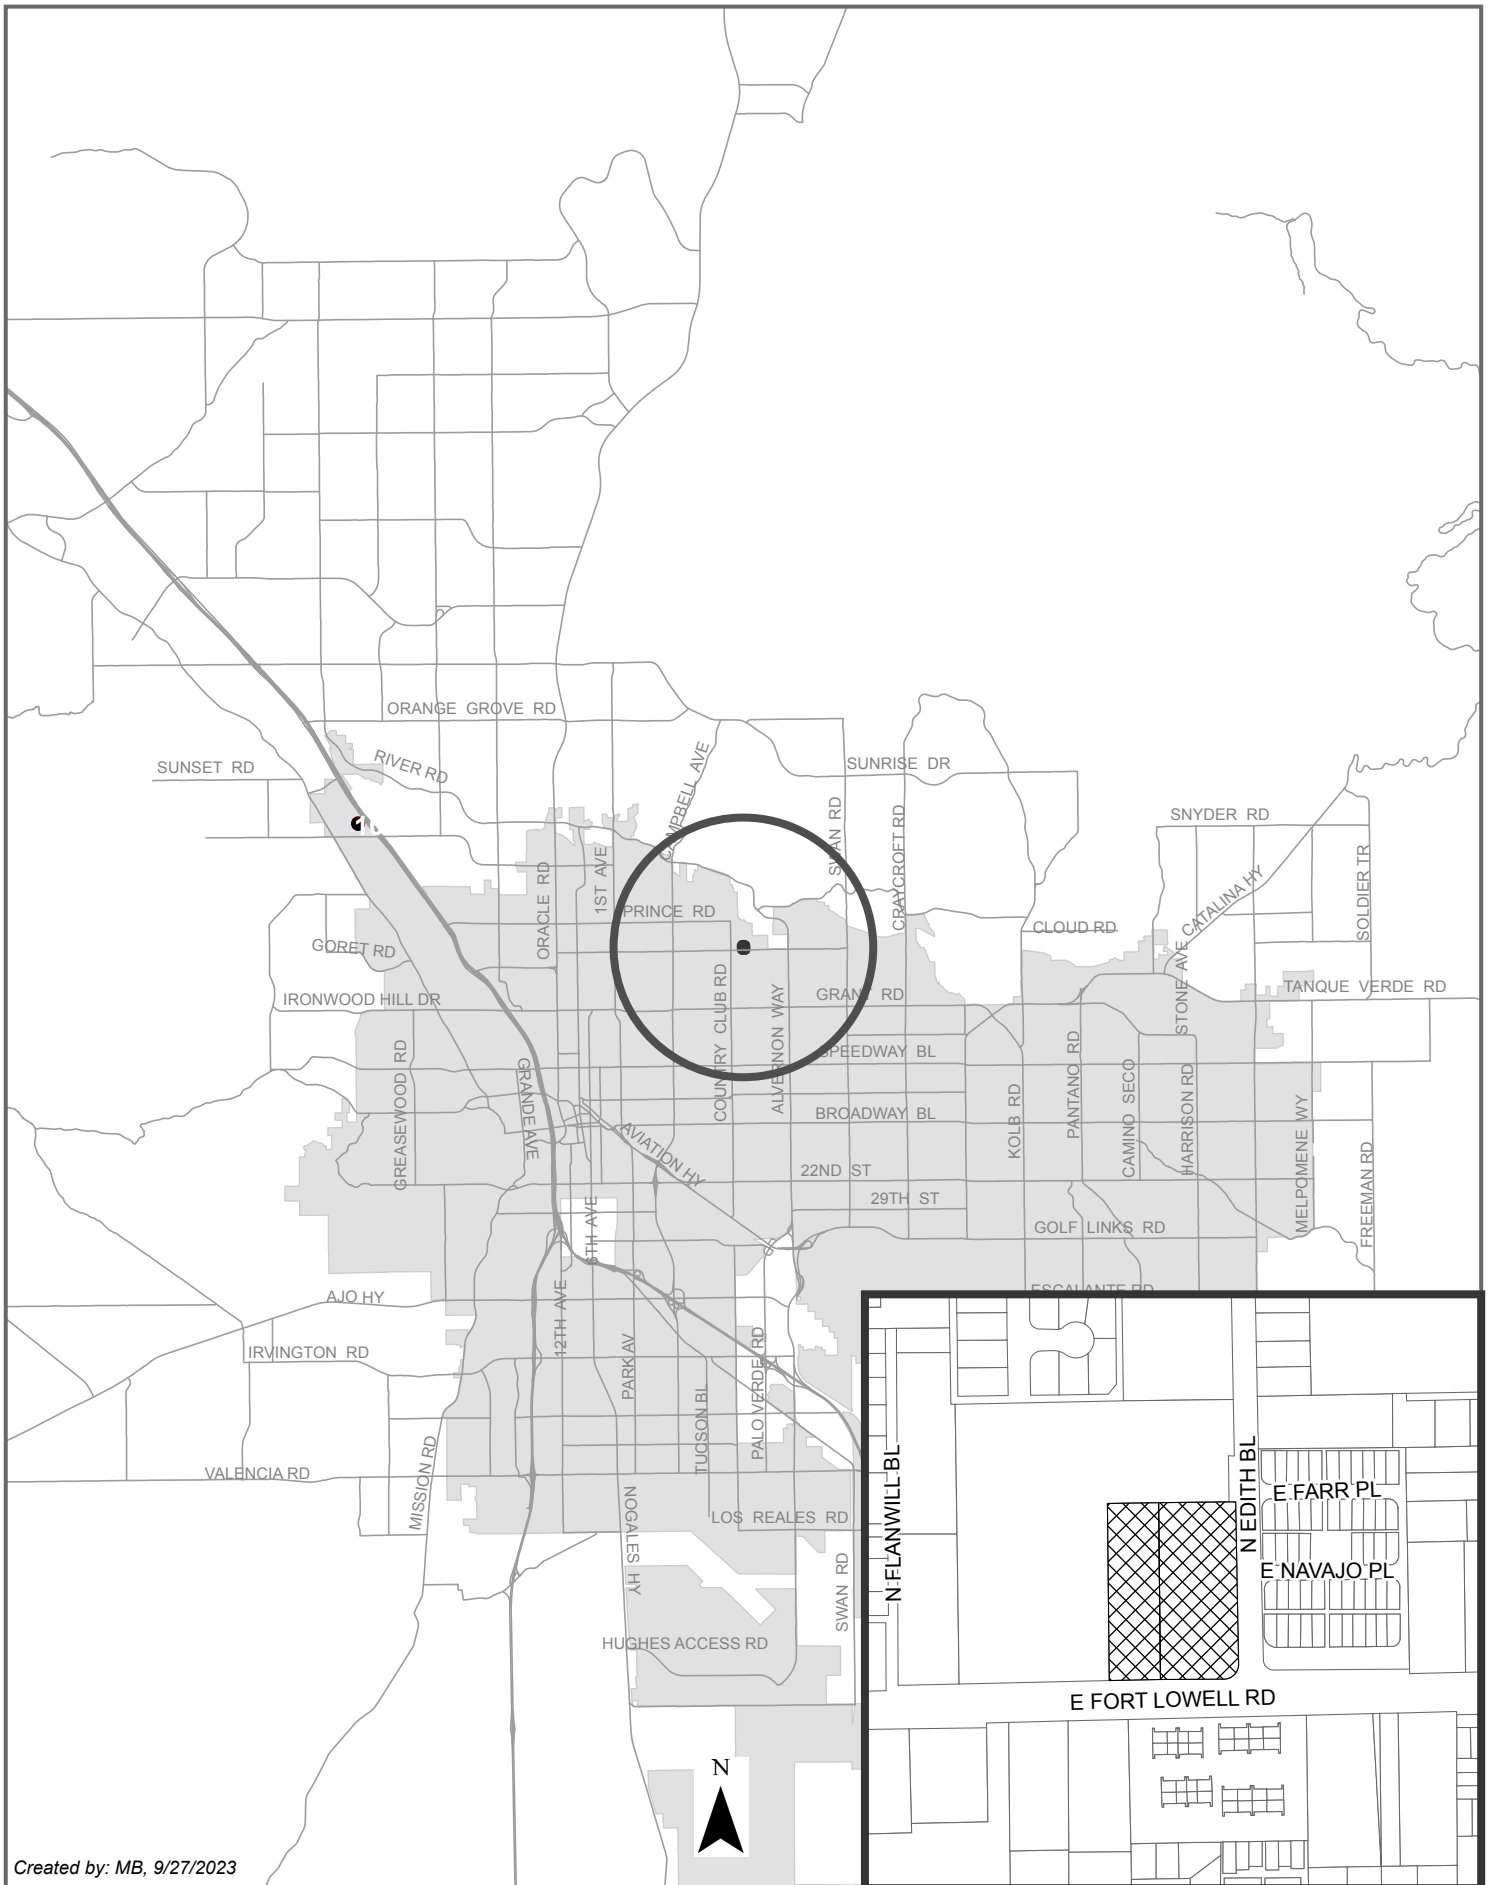 ORANGE GROVE RD
SUNSET RD
RIVER RD
CAMPBELL AVE
SUNRISE DR
SWAN RD
CRAYCROFT RD
SNYDER RD
SOLDIER TR
CATALINA HY
ORACLE RD
1ST AVE
PRINCE RD
CLOUD RD
GORET RD
STONE AVE
IRONWOOD HILL DR
COUNTRY CLUB RD
ALVERNON WAY
GRANT RD
TANQUE VERDE RD
GREASEWOOD RD
GRANDE AVE
SPEEDWAY BL
PANTANO RD
CAMINO SECO
HARRISON RD
KOLB RD
BROADWAY BL
MELPOMENE WY
FREEMAN RD
AVIATION HY
22ND ST
29TH ST
6TH AVE
GOLF LINKS RD
ESCALANTE RD
AJO HY
12TH AVE
IRVINGTON RD
PARK AV
PALO VERDE RD
TUCSON BL
VALENCIA RD
MISSION RD
NOGALES HY
LOS REALES RD
SWAN RD
HUGHES ACCESS RD
N FLANWILL BL
N EDITH BL
E FARR PL
E NAVAJO PL
E FORT LOWELL RD
N
Created by: MB, 9/27/2023